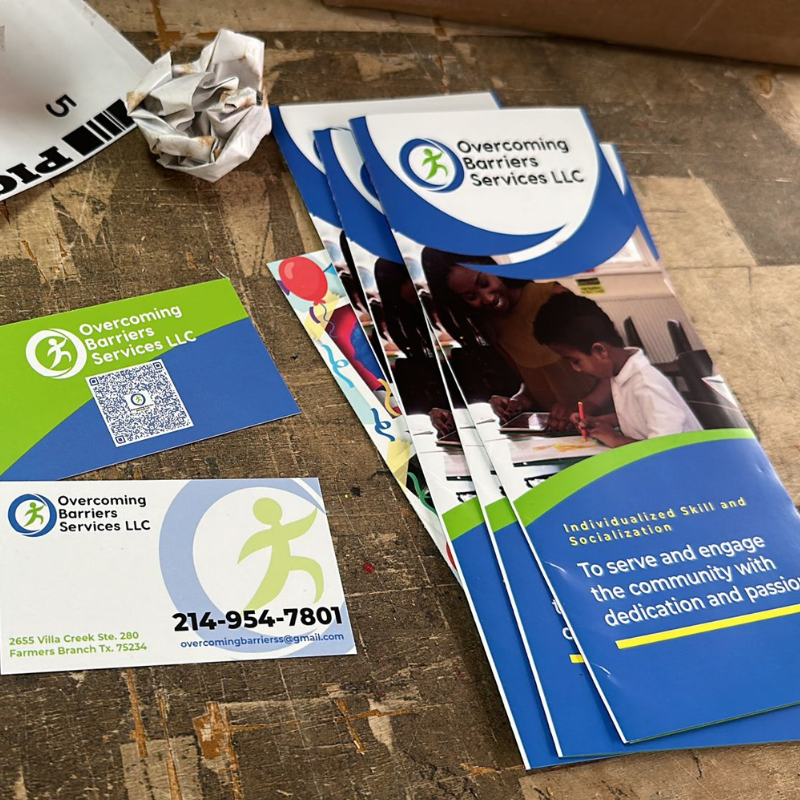 5
Overcoming
Barriers
Services LLC
Individualized Skill and
Socialization
To serve and engage
the community with
dedication and passion
Overcoming
Barriers
Services LLC
Overcoming
Barriers
Services LLC
214-954-7801
overcomingbarrierss@gmail.com
2655 Villa Creek Ste. 280
Farmers Branch Tx. 75234